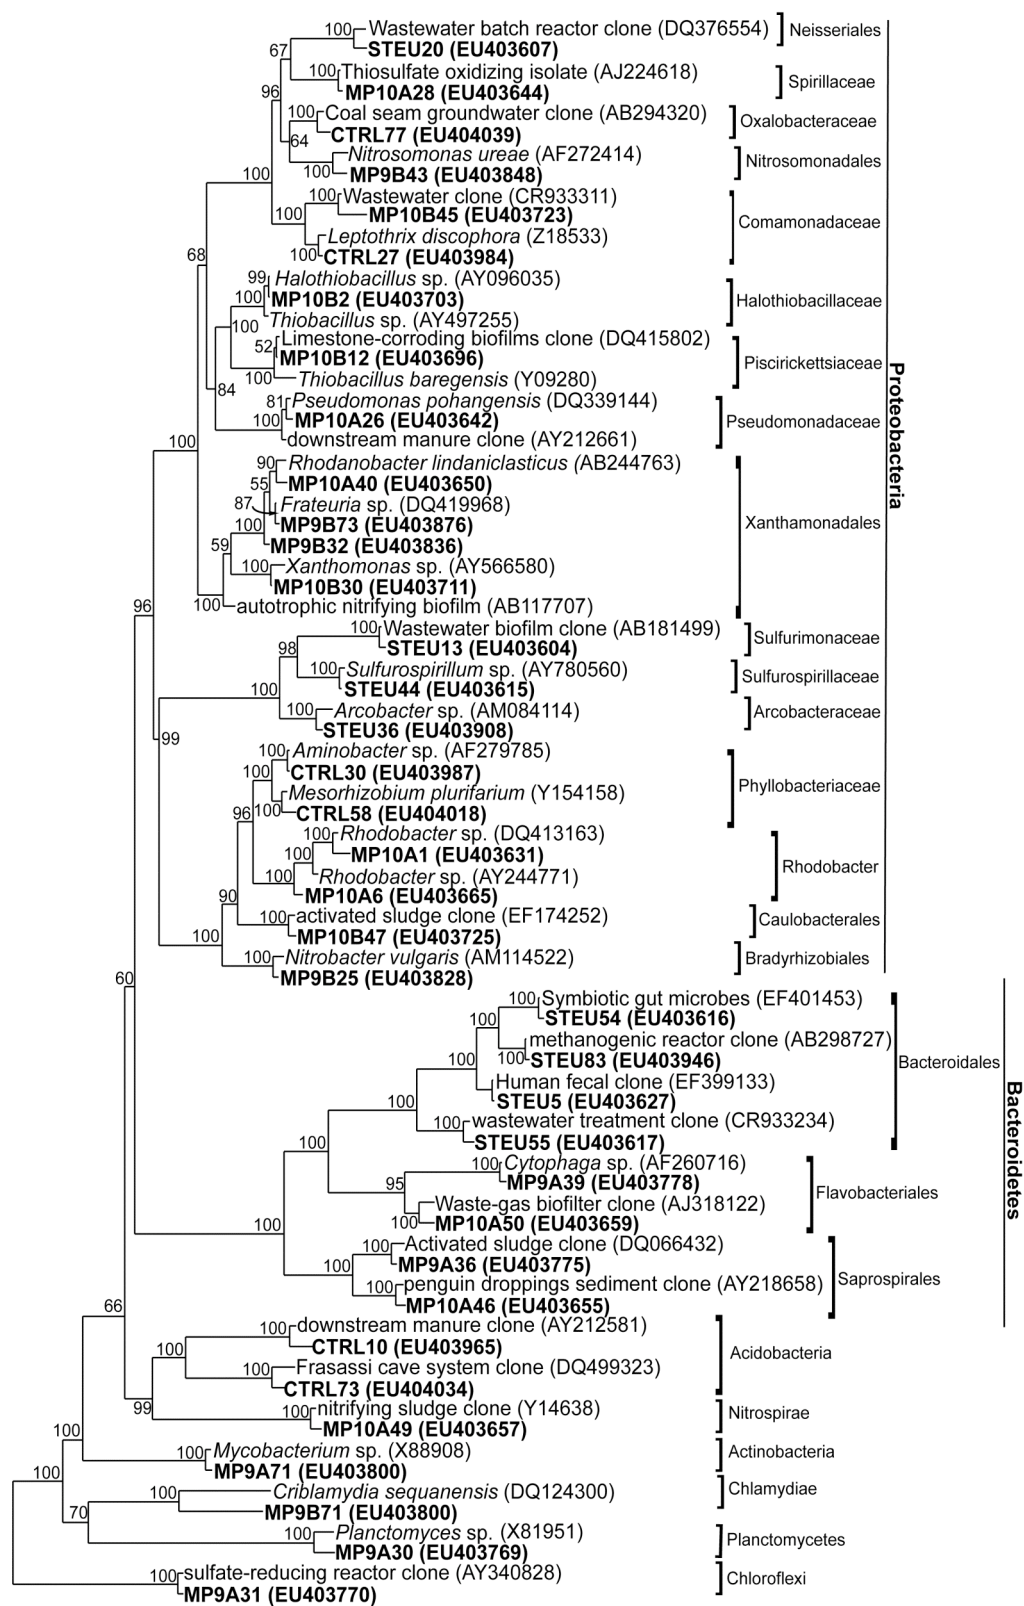 100 Wastewater batch reactor clone (DQ376554) Neisseriales
STEU20 (EU403607)
67
100 Thiosulfate oxidizing isolate (AJ224618) Spirillaceae
MP10A28 (EU403644)
96
100 Coal seam groundwater clone (AB294320) Oxalobacteraceae
CTRL77 (EU404039)
64
Nitrosomonas ureae (AF272414) Nitrosomonadales
100 MP9B43 (EU403848)
100
100 Wastewater clone (CR933311)
MP10B45 (EU403723)
100 Comamonadaceae
Leptothrix discophora (Z18533)
100 CTRL27 (EU403984)
68
99 Halothiobacillus sp. (AY096035)
100 MP10B2 (EU403703) Halothiobacillaceae
Thiobacillus sp. (AY497255)
100
Limestone-corroding biofilms clone (DQ415802)
52 MP10B12 (EU403696) Piscirickettsiaceae
100 Thiobacillus baregensis (Y09280)
84
81 Pseudomonas pohangensis (DQ339144)
100 MP10A26 (EU403642) Pseudomonadaceae
downstream manure clone (AY212661)
100
90 Rhodanobacter lindaniclasticus (AB244763)
55 MP10A40 (EU403650)
87 Frateuria sp. (DQ419968)
100 MP9B73 (EU403876) Xanthamonadales
MP9B32 (EU403836)
59
100 Xanthomonas sp. (AY566580)
MP10B30 (EU403711)
100 autotrophic nitrifying biofilm (AB117707)
Proteobacteria
96
100 Wastewater biofilm clone (AB181499) Sulfurimonaceae
STEU13 (EU403604)
98
100 Sulfurospirillum sp. (AY780560) Sulfurospirillaceae
STEU44 (EU403615)
100
100 Arcobacter sp. (AM084114) Arcobacteraceae
STEU36 (EU403908)
99
100 Aminobacter sp. (AF279785)
100 CTRL30 (EU403987)
Mesorhizobium plurifarium (Y154158) Phyllobacteriaceae
100 CTRL58 (EU404018)
96
100 Rhodobacter sp. (DQ413163)
100 MP10A1 (EU403631)
Rhodobacter sp. (AY244771) Rhodobacter
100 MP10A6 (EU403665)
90
100 activated sludge clone (EF174252) Caulobacterales
MP10B47 (EU403725)
100
100 Nitrobacter vulgaris (AM114522) Bradyrhizobiales
MP9B25 (EU403828)
60
100 Symbiotic gut microbes (EF401453)
100 STEU54 (EU403616)
methanogenic reactor clone (AB298727)
100 STEU83 (EU403946) Bacteroidales
100
Human fecal clone (EF399133)
STEU5 (EU403627)
100
100 wastewater treatment clone (CR933234)
STEU55 (EU403617)
100
100 Cytophaga sp. (AF260716)
MP9A39 (EU403778)
95 Flavobacteriales
Waste-gas biofilter clone (AJ318122)
100 MP10A50 (EU403659)
100
100 Activated sludge clone (DQ066432)
MP9A36 (EU403775)
100 Saprospirales
100 penguin droppings sediment clone (AY218658)
MP10A46 (EU403655)
Bacteroidetes
66
100 downstream manure clone (AY212581)
CTRL10 (EU403965)
100 Acidobacteria
100 Frasassi cave system clone (DQ499323)
CTRL73 (EU404034)
99
100 nitrifying sludge clone (Y14638) Nitrospirae
MP10A49 (EU403657)
100
100 Mycobacterium sp. (X88908) Actinobacteria
MP9A71 (EU403800)
100
100 Criblamydia sequanensis (DQ124300) Chlamydiae
MP9B71 (EU403800)
70
100 Planctomyces sp. (X81951) Planctomycetes
MP9A30 (EU403769)
100 sulfate-reducing reactor clone (AY340828) Chloroflexi
MP9A31 (EU403770)